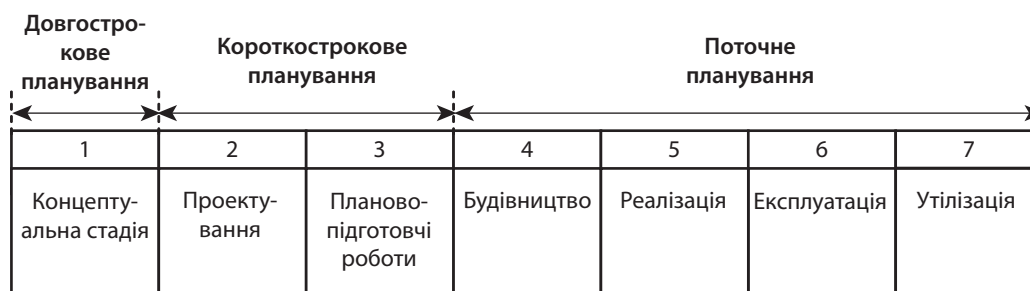 Довгостро-
кове
планування
Короткострокове
планування
Поточне
планування
1
2
3
4
5
6
7
Концепту-
альна стадія
Проекту-
вання
Планово-
підготовчі
роботи
Будівництво
Реалізація
Експлуатація
Утілізація